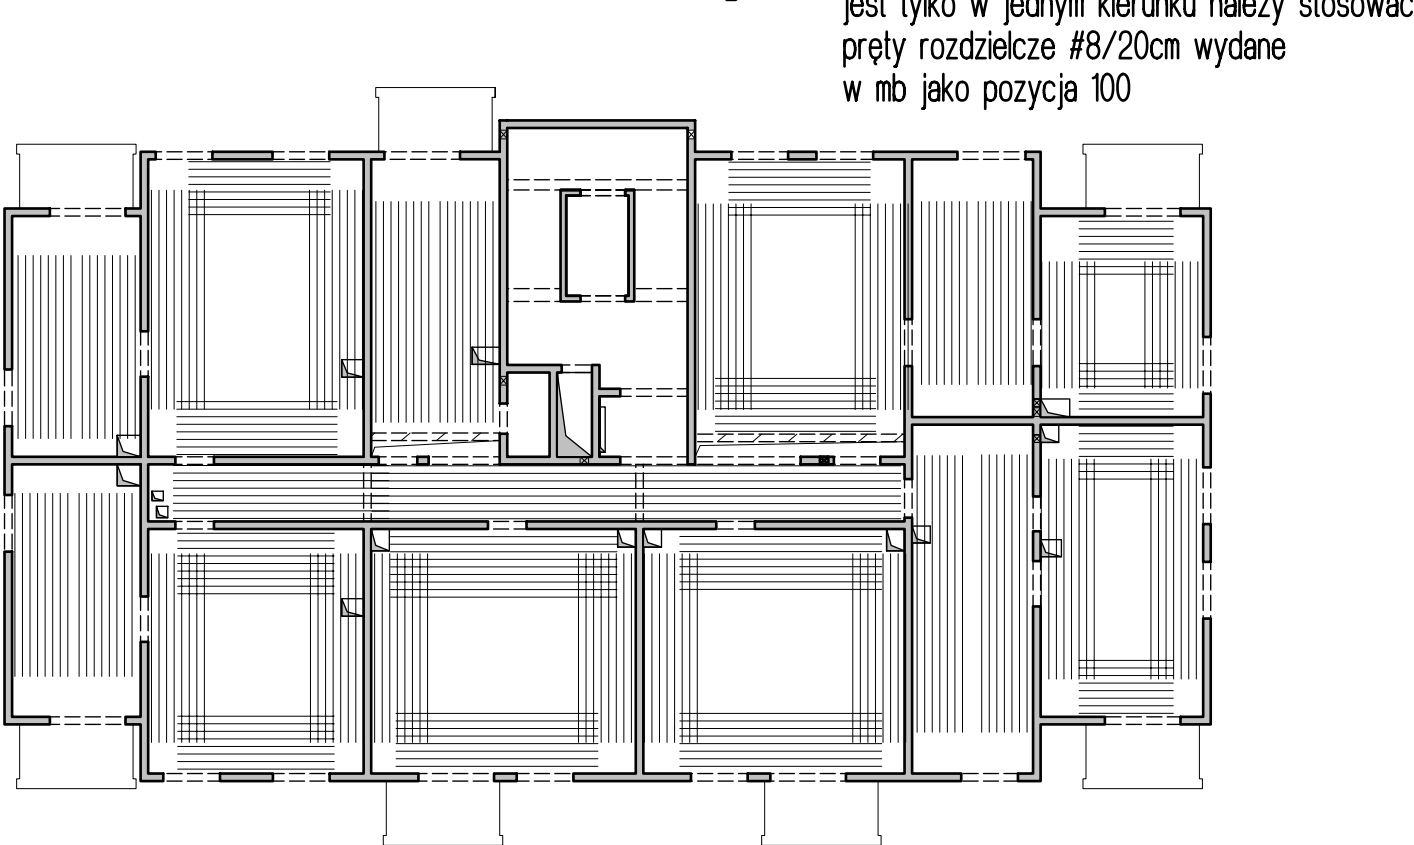 jest tylko w jednym kierunku należy stosować
pręty rozdzielcze #8/20cm wydane
w mb jako pozycja 100